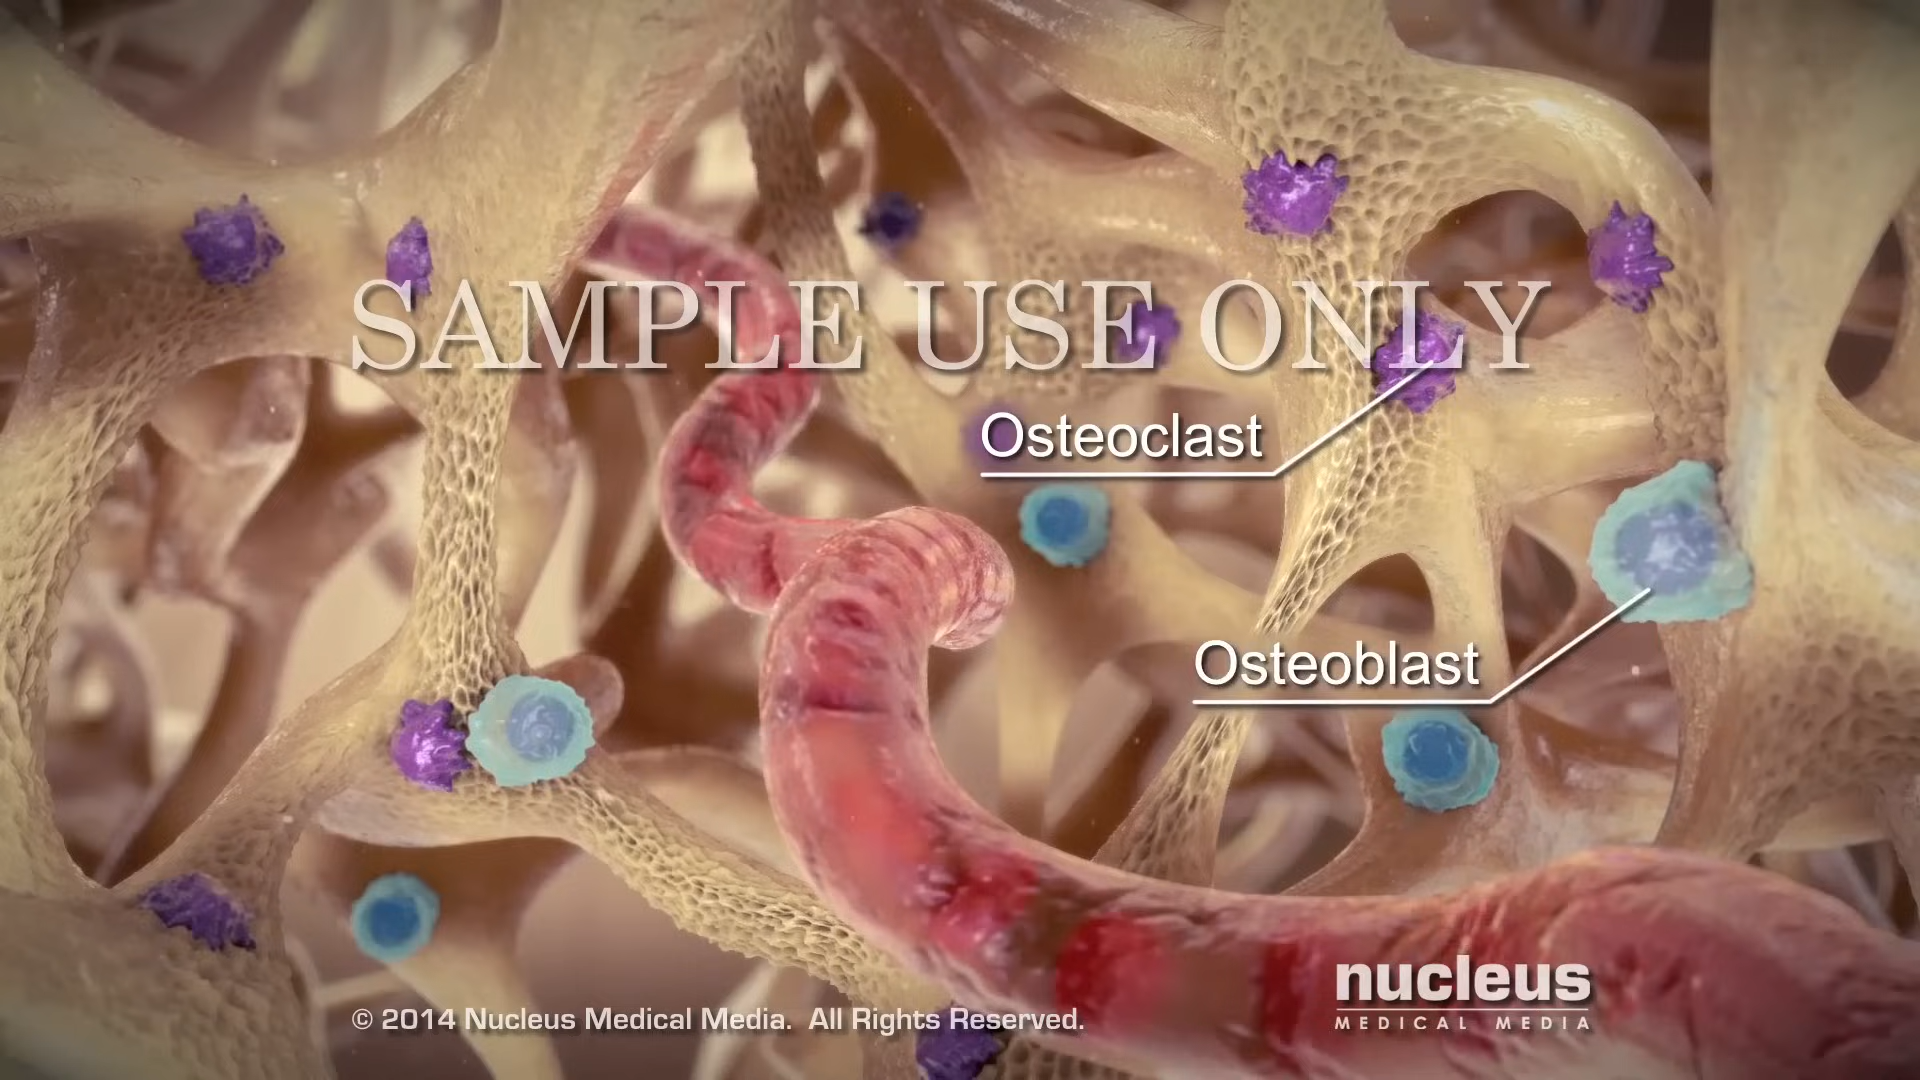 SAMPLE USE ONLY
Osteoclast
Osteoblast
nucleus
MEDICAL MEDIA
© 2014 Nucleus Medical Media. All Rights Reserved.